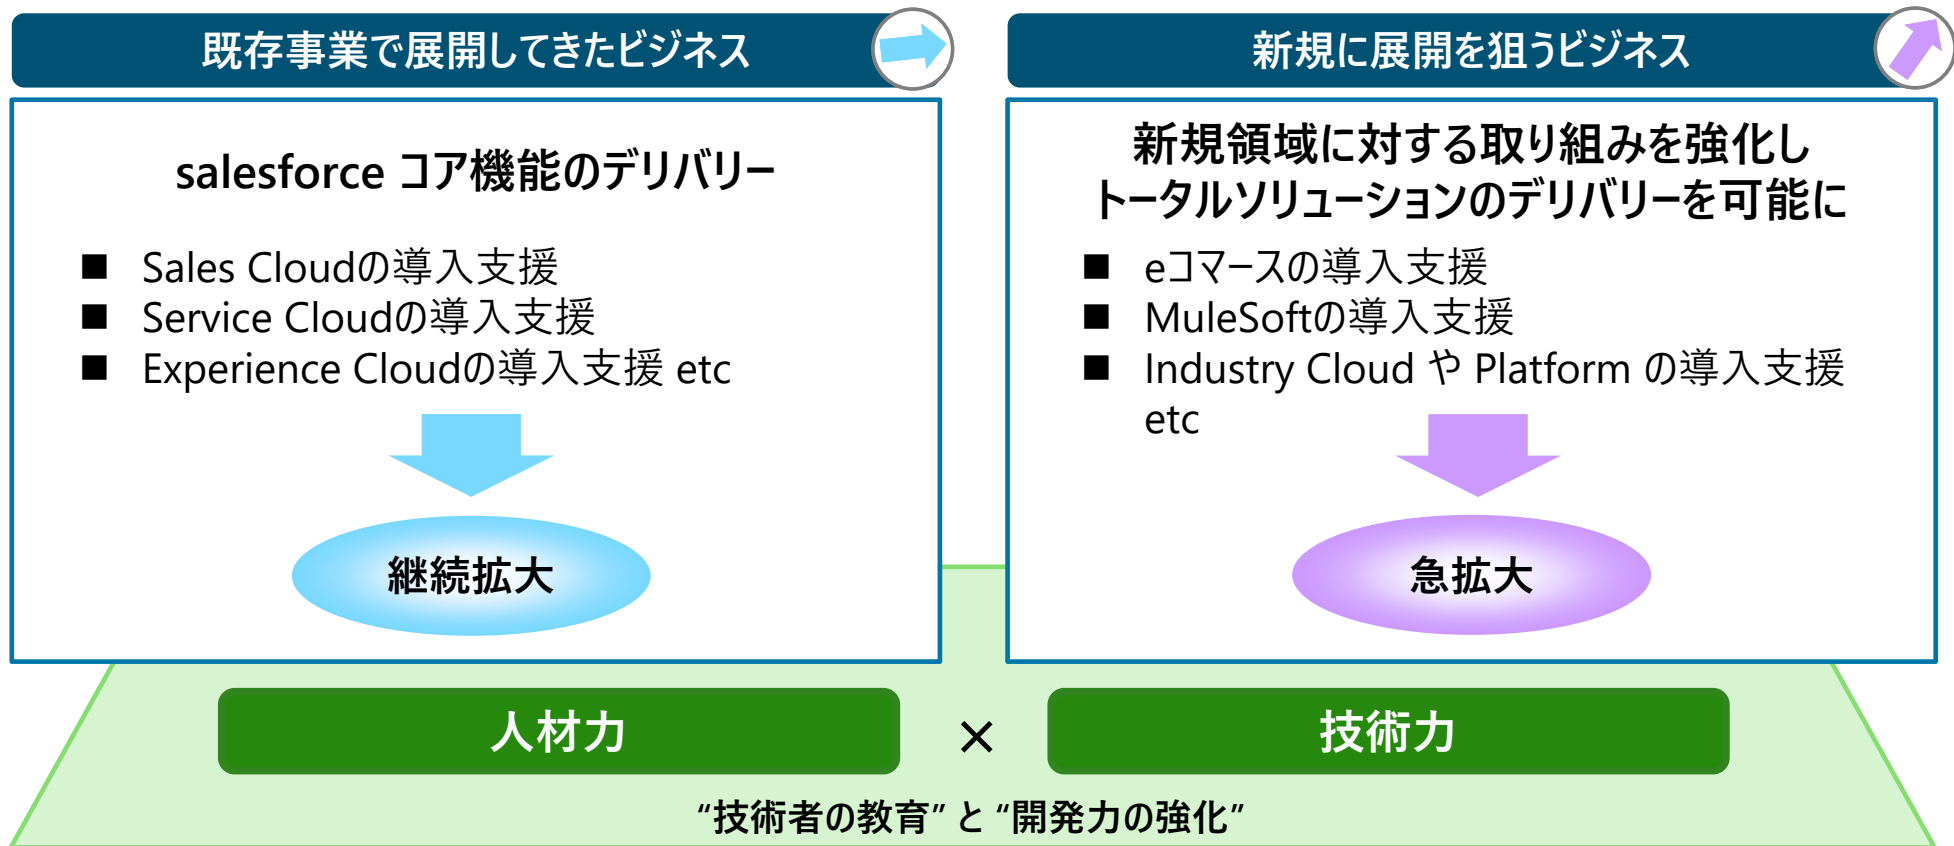 既存事業で展開してきたビジネス
salesforce コア機能のデリバリー
■ Sales Cloudの導入支援
■ Service Cloudの導入支援
■ Experience Cloudの導入支援 etc
継続拡大
新規に展開を狙うビジネス
新規領域に対する取り組みを強化し
トータルソリューションのデリバリーを可能に
■ eコマースの導入支援
■ MuleSoftの導入支援
■ Industry Cloud や Platform の導入支援
etc
急拡大
人材力 × 技術力
“技術者の教育” と “開発力の強化”